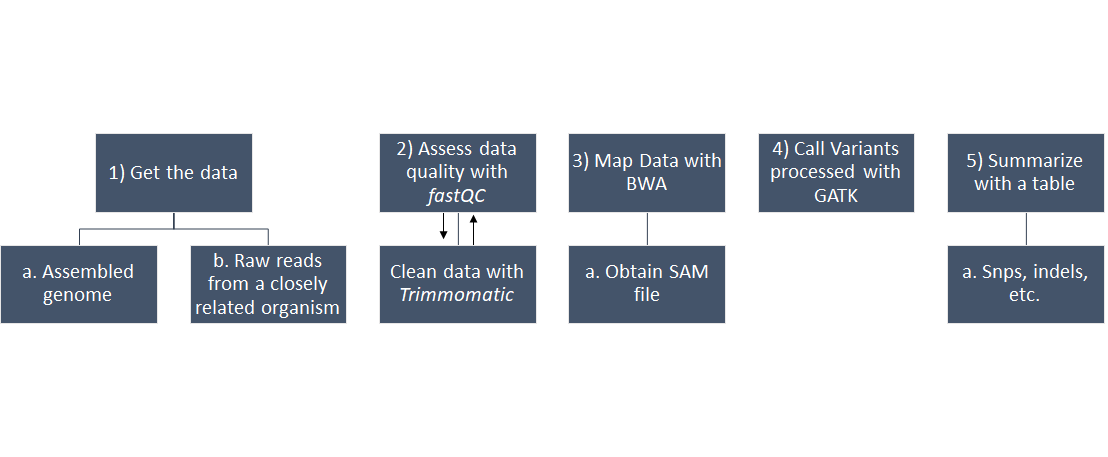 1) Get the data
a. Assembled
genome
b. Raw reads
from a closely
related organism
2) Assess data
quality with
fastQC
Clean data with
Trimmomatic
3) Map Data with
BWA
a. Obtain SAM
file
4) Call Variants
processed with
GATK
5) Summarize
with a table
a. Snps, indels,
etc.